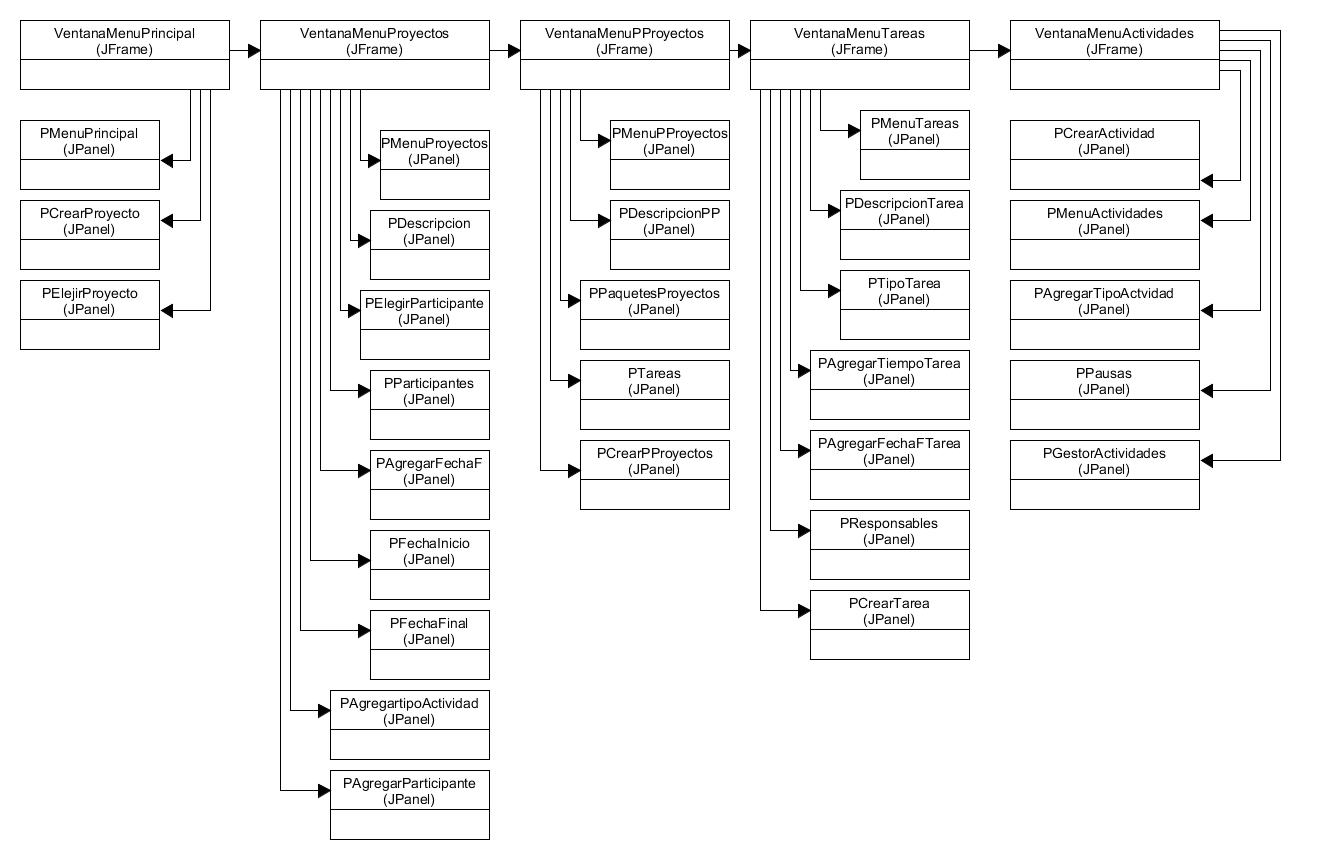 VentanaMenuPrincipal
(JFrame)
VentanaMenuProyectos
(JFrame)
VentanaMenuPProyectos
(JFrame)
VentanaMenuTareas
(JFrame)
VentanaMenuActividades
(JFrame)
PMenuPrincipal
(JPanel)
PCrearProyecto
(JPanel)
PElejirProyecto
(JPanel)
PMenuProyectos
(JPanel)
PDescripcion
(JPanel)
PElegirParticipante
(JPanel)
PParticipantes
(JPanel)
PAgregarFechaF
(JPanel)
PFechaInicio
(JPanel)
PFechaFinal
(JPanel)
PAgregartipoActividad
(JPanel)
PAgregarParticipante
(JPanel)
PMenuPProyectos
(JPanel)
PDescripcionPP
(JPanel)
PPaquetesProyectos
(JPanel)
PTareas
(JPanel)
PCrearPProyectos
(JPanel)
PMenuTareas
(JPanel)
PDescripcionTarea
(JPanel)
PTipoTarea
(JPanel)
PAgregarTiempoTarea
(JPanel)
PAgregarFechaFTarea
(JPanel)
PResponsables
(JPanel)
PCrearTarea
(JPanel)
PCrearActividad
(JPanel)
PMenuActividades
(JPanel)
PAgregarTipoActvidad
(JPanel)
PPausas
(JPanel)
PGestorActividades
(JPanel)